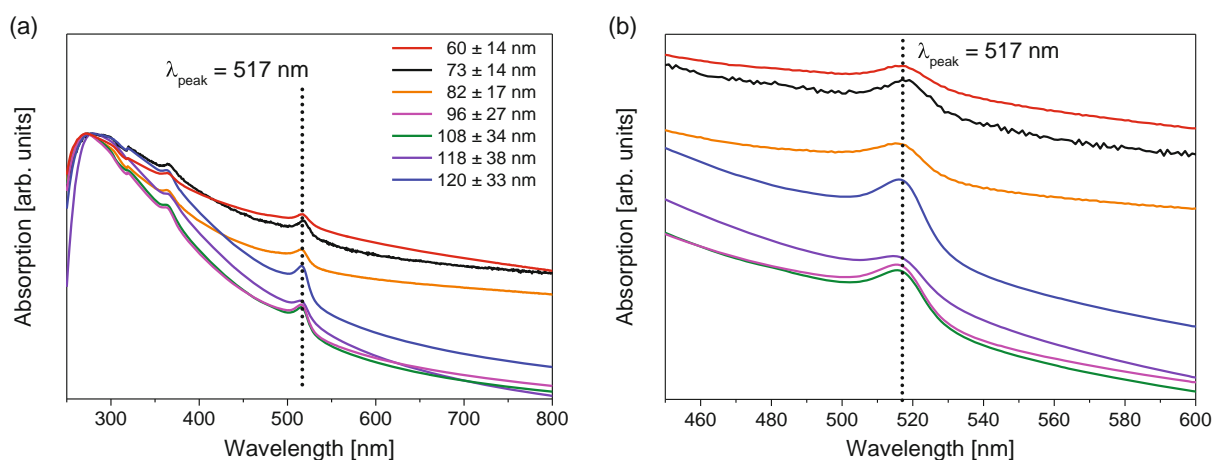 (a)
λpeak = 517 nm
60 ± 14 nm
73 ± 14 nm
82 ± 17 nm
96 ± 27 nm
108 ± 34 nm
118 ± 38 nm
120 ± 33 nm
Absorption [arb. units]
300 400 500 600 700 800
Wavelength [nm]
(b)
λpeak = 517 nm
Absorption [arb. units]
460 480 500 520 540 560 580 600
Wavelength [nm]